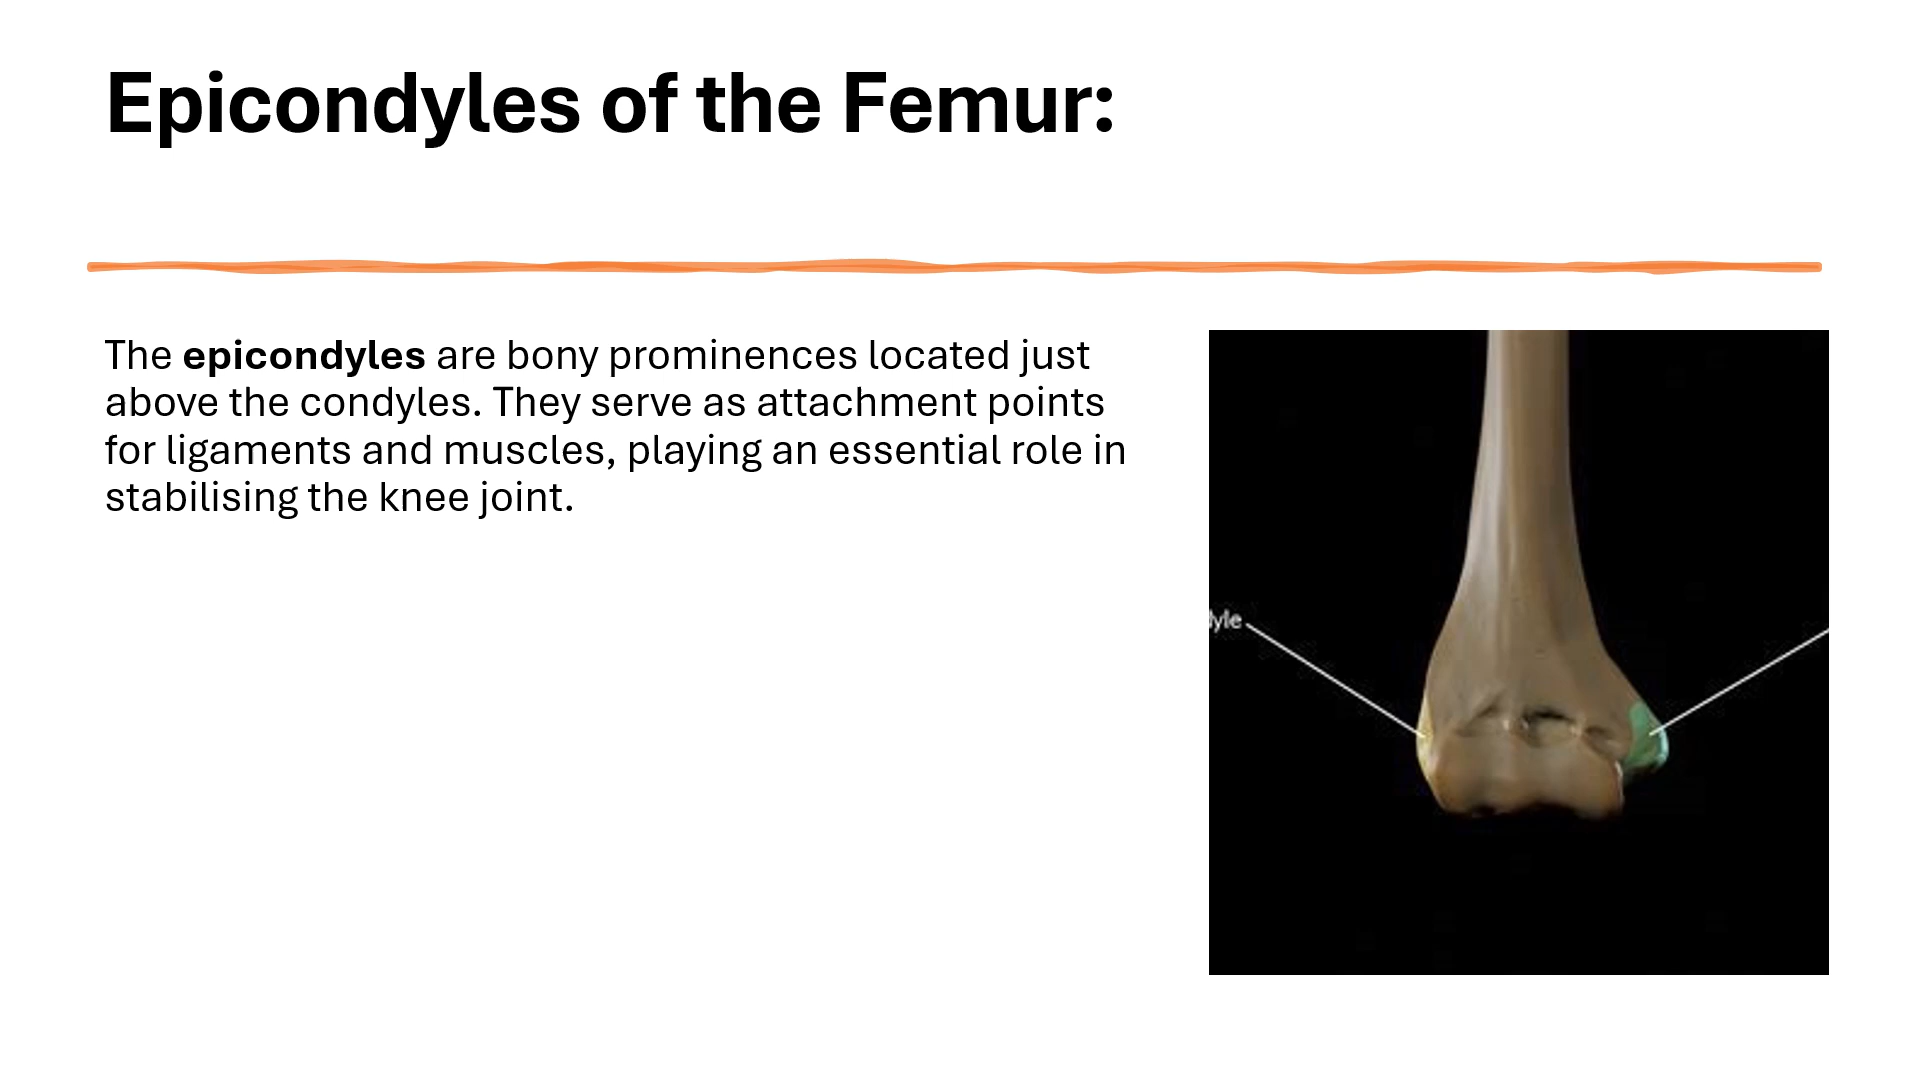 Epicondyles of the Femur:
The epicondyles are bony prominences located just
above the condyles. They serve as attachment points
for ligaments and muscles, playing an essential role in
stabilising the knee joint.
dyle